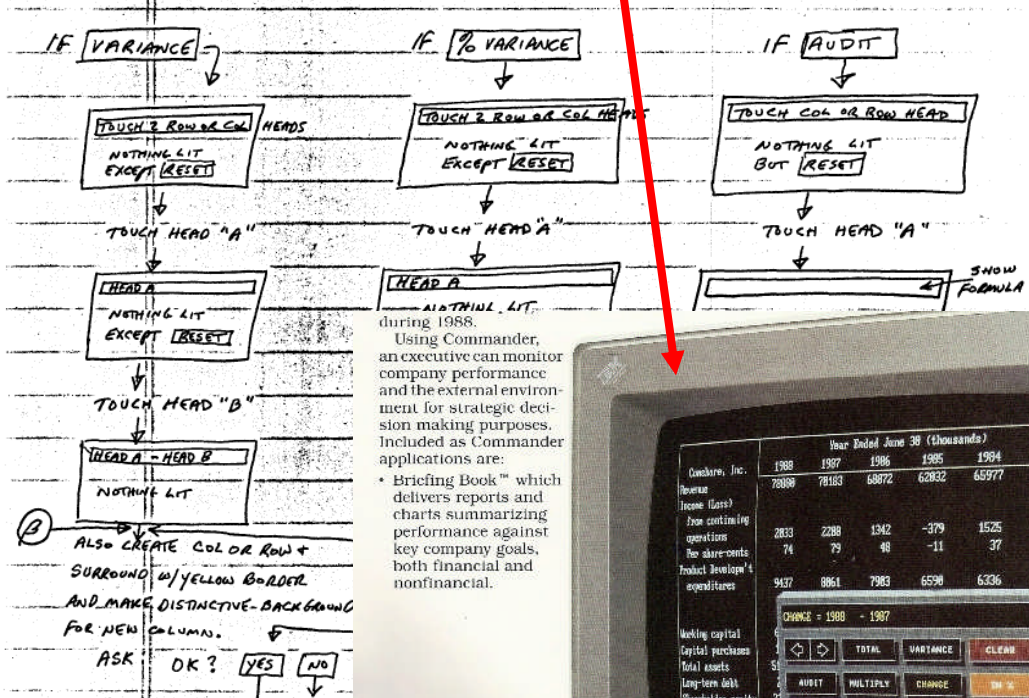 IF VARIANCE
TOUCH 2 ROW OR COL HEADS
NOTHING LIT
EXCEPT RESET
TOUCH HEAD "A"
HEAD A
NOTHING LIT
EXCEPT RESET
TOUCH HEAD "B"
HEAD A - HEAD B
NOTHING LIT
B
ALSO CREATE COL OR ROW +
SURROUND W/YELLOW BORDER
AND MAKE DISTINCTIVE-BACKGROUND
FOR NEW COLUMN.
ASK: OK? YES NO
IF % VARIANCE
TOUCH 2 ROW OR COL HEADS
NOTHING LIT
EXCEPT RESET
TOUCH HEAD "A"
HEAD A
NOTHING LIT
IF AUDIT
TOUCH COL OR ROW HEAD
NOTHING LIT
BUT RESET
TOUCH HEAD "A"
SHOW
FORMULA
during 1988.
Using Commander,
an executive can monitor
company performance
and the external environ-
ment for strategic deci-
sion making purposes.
Included as Commander
applications are:
• Briefing Book™ which
delivers reports and
charts summarizing
performance against
key company goals,
both financial and
nonfinancial.
IBM
Year Ended June 30 (thousands)
Comshare, Inc. 1988 1987 1986 1985 1984
Revenue 78890 70183 68872 62032 65977
Income (Loss)
from continuing
operations 2833 2288 1342 -379 1525
Per share-cents 74 79 48 -11 37
Product Developm't
expenditures 9437 8861 7983 6590 6336
CHANGE = 1988 - 1987
Working capital
Capital purchases
Total assets
Long-term debt
TOTAL VARIANCE CLEAR
AUDIT MULTIPLY CHANGE IN %